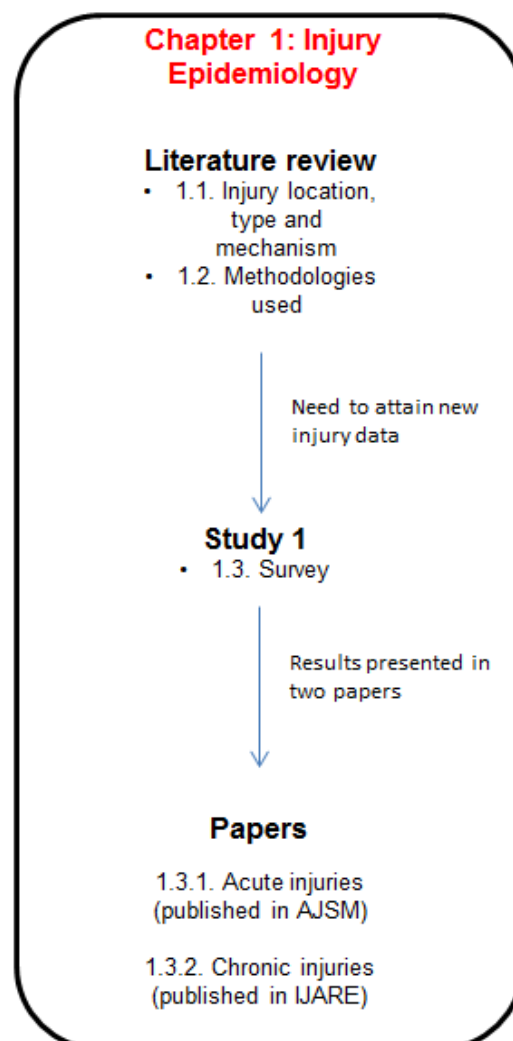 Chapter 1: Injury
Epidemiology
Literature review
• 1.1. Injury location,
type and
mechanism
• 1.2. Methodologies
used
Need to attain new
injury data
Study 1
• 1.3. Survey
Results presented in
two papers
Papers
1.3.1. Acute injuries
(published in AJSM)
1.3.2. Chronic injuries
(published in IJARE)